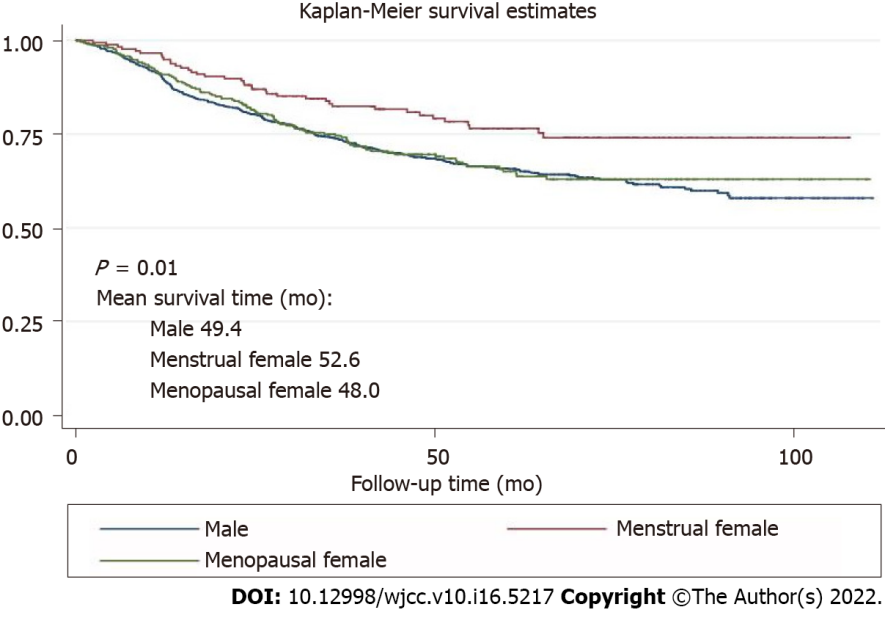 Kaplan-Meier survival estimates
1.00
0.75
0.50
0.25
0.00
P = 0.01
Mean survival time (mo):
Male 49.4
Menstrual female 52.6
Menopausal female 48.0
0 50 100
Follow-up time (mo)
Male Menstrual female
Menopausal female
DOI: 10.12998/wjcc.v10.i16.5217 Copyright ©The Author(s) 2022.